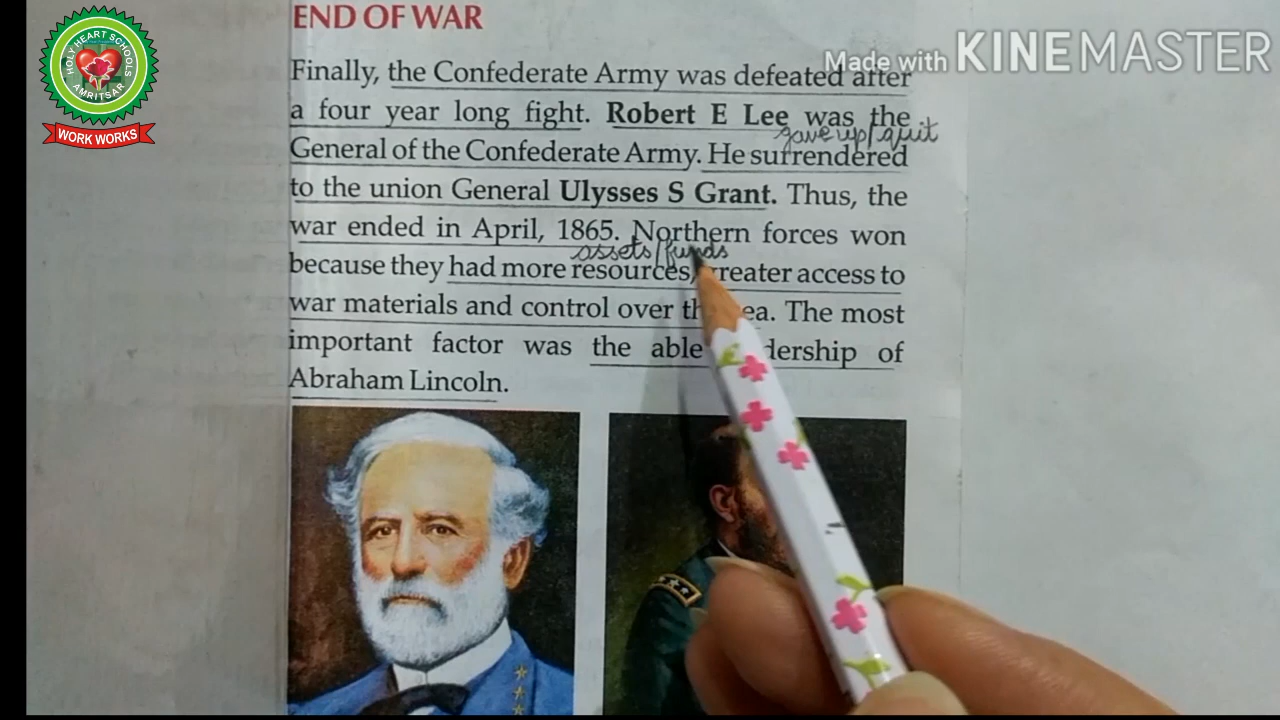 HOLY HEART SCHOOLS
AMRITSAR
WORK WORKS
Made with KINEMASTER
END OF WAR
Finally, the Confederate Army was defeated after
a four year long fight. Robert E Lee was the
gave up/quit
General of the Confederate Army. He surrendered
to the union General Ulysses S Grant. Thus, the
war ended in April, 1865. Northern forces won
assets/funds
because they had more resources, access to
war materials and control over The most
important factor was the able of
Abraham Lincoln.